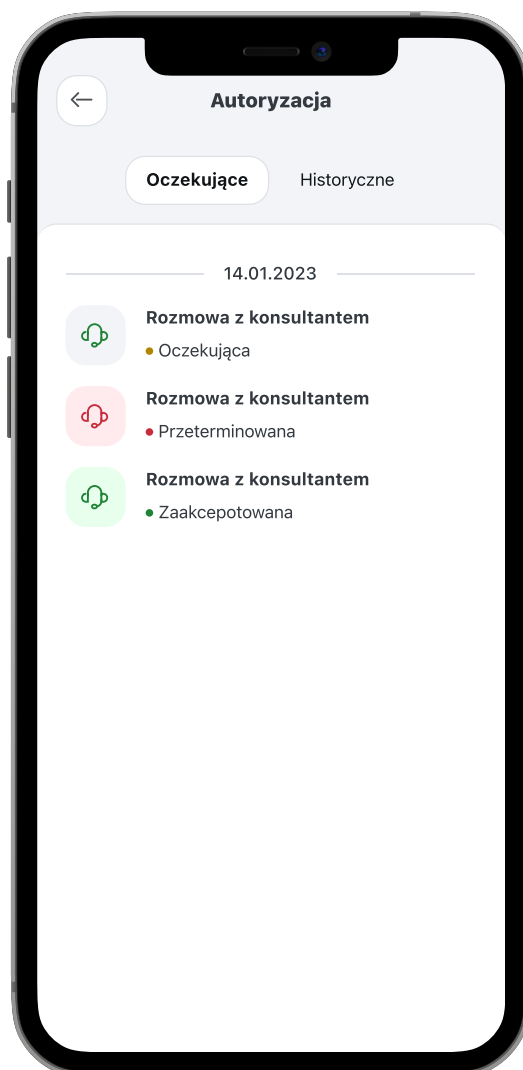 Autoryzacja
Oczekujące Historyczne
14.01.2023
Rozmowa z konsultantem
Oczekująca
Rozmowa z konsultantem
Przeterminowana
Rozmowa z konsultantem
Zaakcepotowana